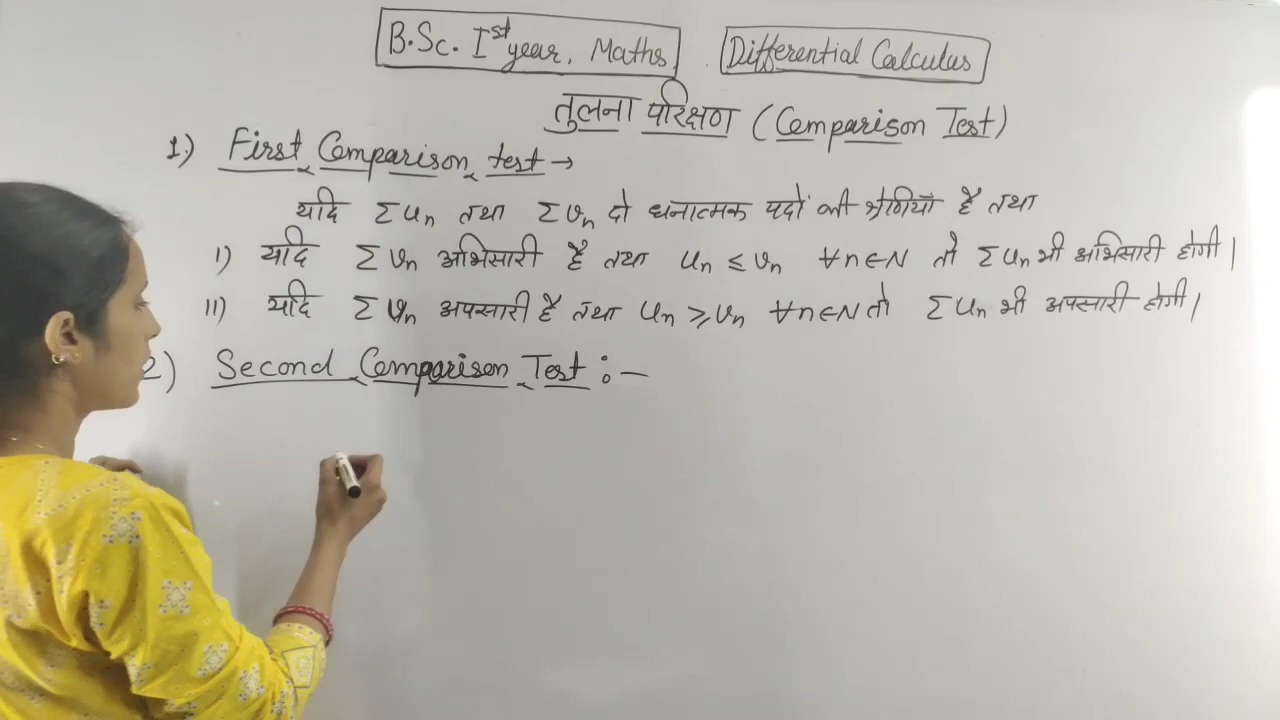 B.Sc. Ist year, Maths
Differential Calculus
तुलना परिक्षण (Comparison Test)
1.) First Comparison test →
यदि Σun तथा Σvn दो धनात्मक पदों की श्रेणियाँ हैं तथा
i) यदि Σvn अभिसारी है तथा un ≤ vn ∀n∈N तो Σun भी अभिसारी होगी।
ii) यदि Σvn अपसारी है तथा un ≥ vn ∀n∈N तो Σun भी अपसारी होगी।
2) Second Comparison Test :—